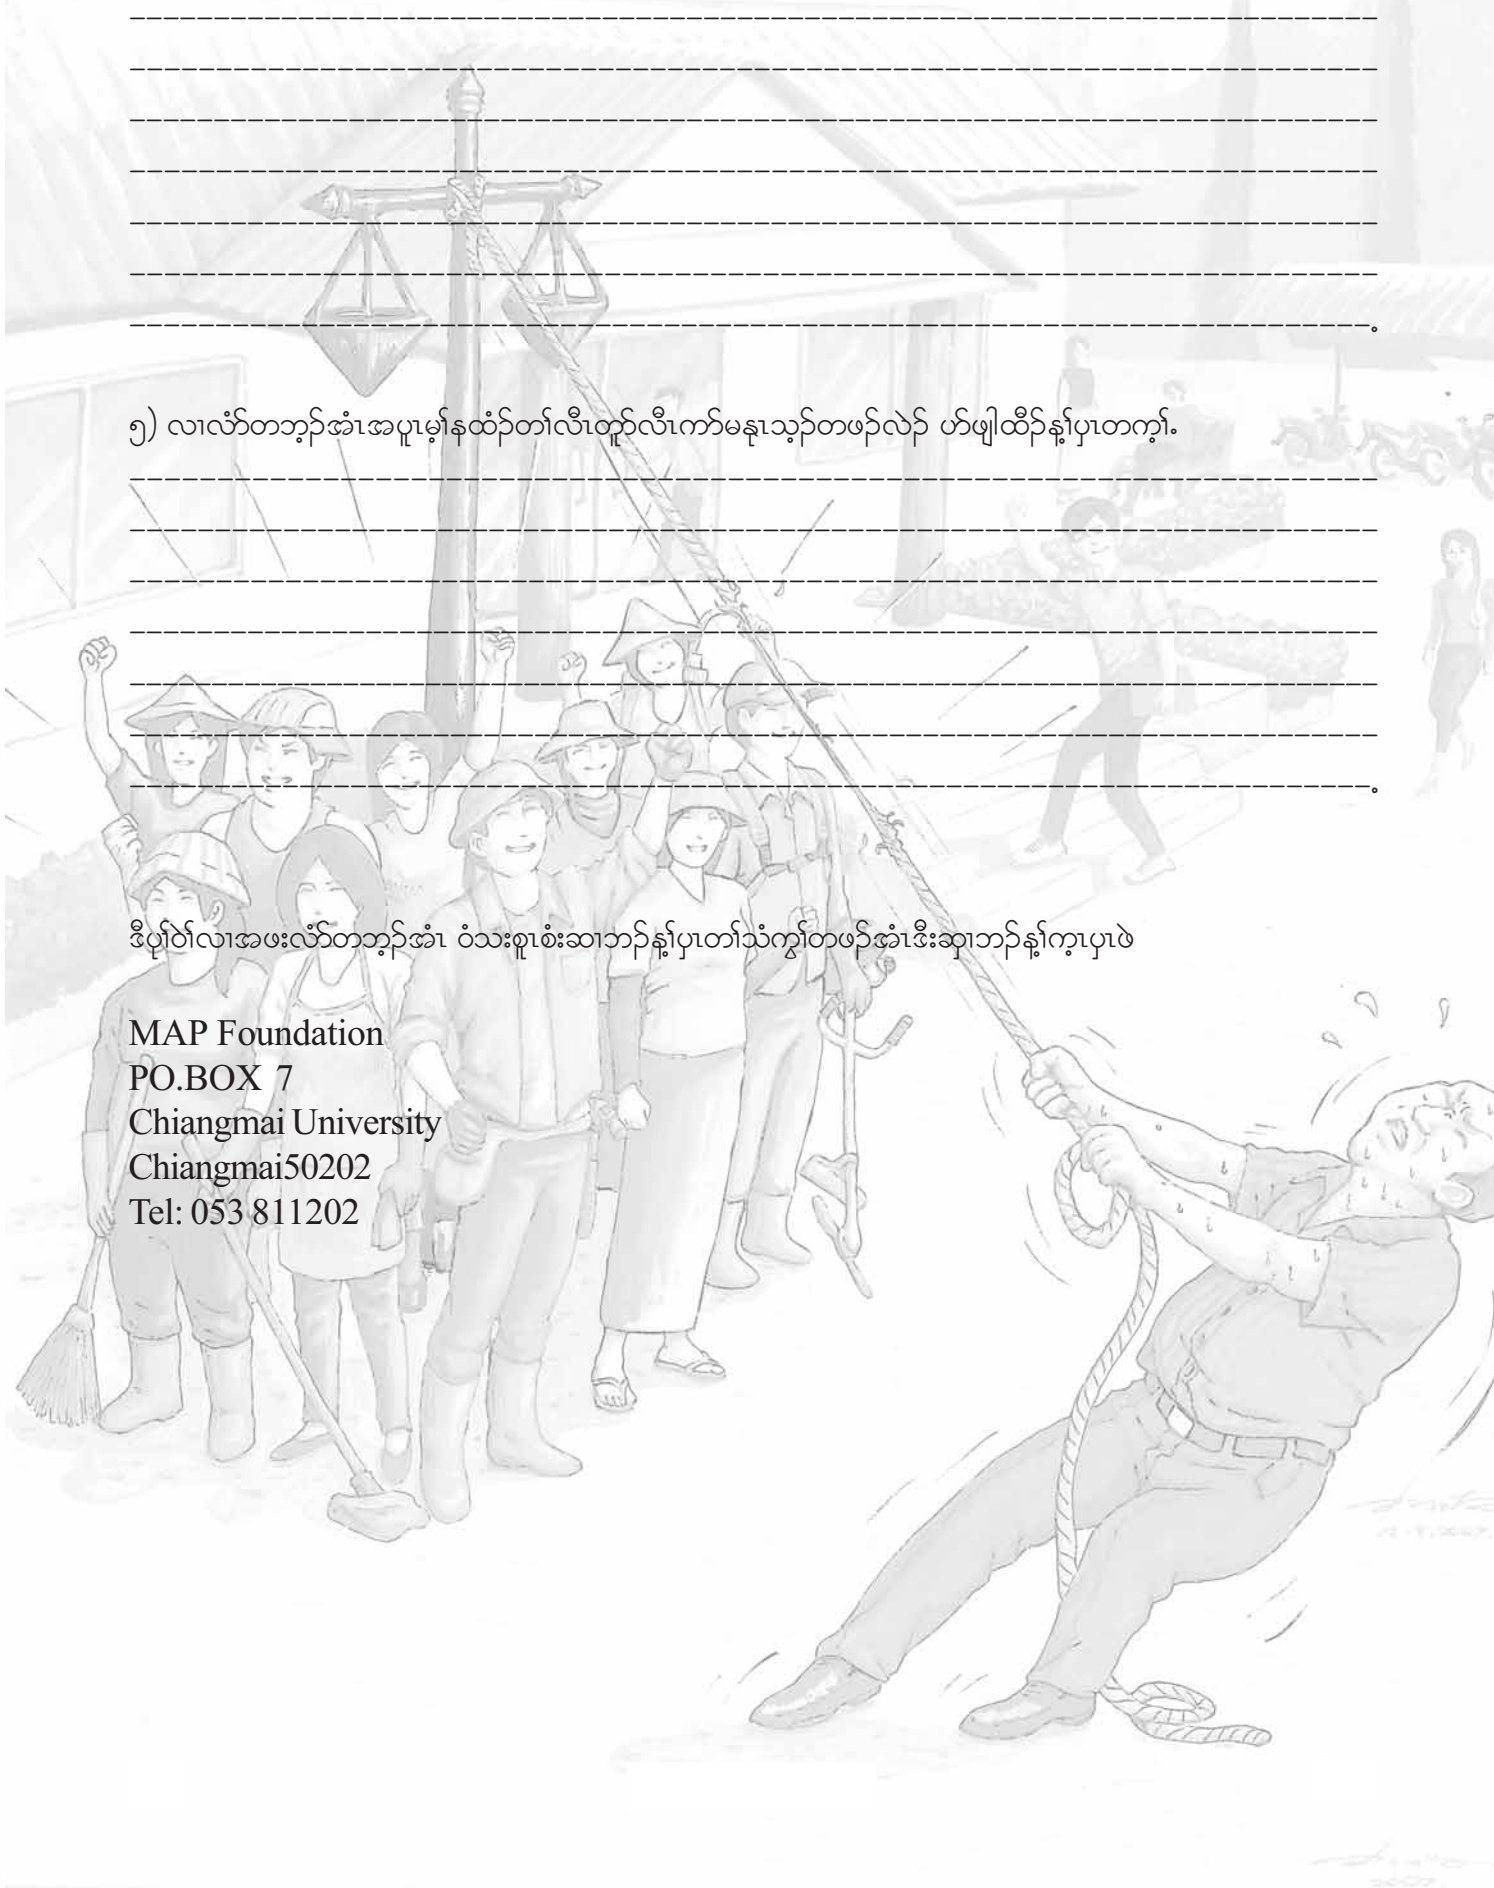 ၅) လၢလံာ်တဘ့ၣ်အံၤအပူၤမ့ၢ်နထံၣ်တၢ်လီၤတူာ်လီၤကာ်မနုၤသ့ၣ်တဖၣ်လဲၣ် ဟ်ဖျါထီၣ်န့ၢ်ပှၤတက့ၢ်.
ဒီပုၢ်ဝဲၢ်လၢအဖးလံာ်တဘ့ၣ်အံၤ ဝံသးစူၤစံးဆၢဘၣ်န့ၢ်ပှၤတၢ်သံကွၢ်တဖၣ်အံၤဒီးဆှၢဘၣ်န့ၢ်က့ၤပှၤဖဲ
MAP Foundation
PO.BOX 7
Chiangmai University
Chiangmai50202
Tel: 053 811202